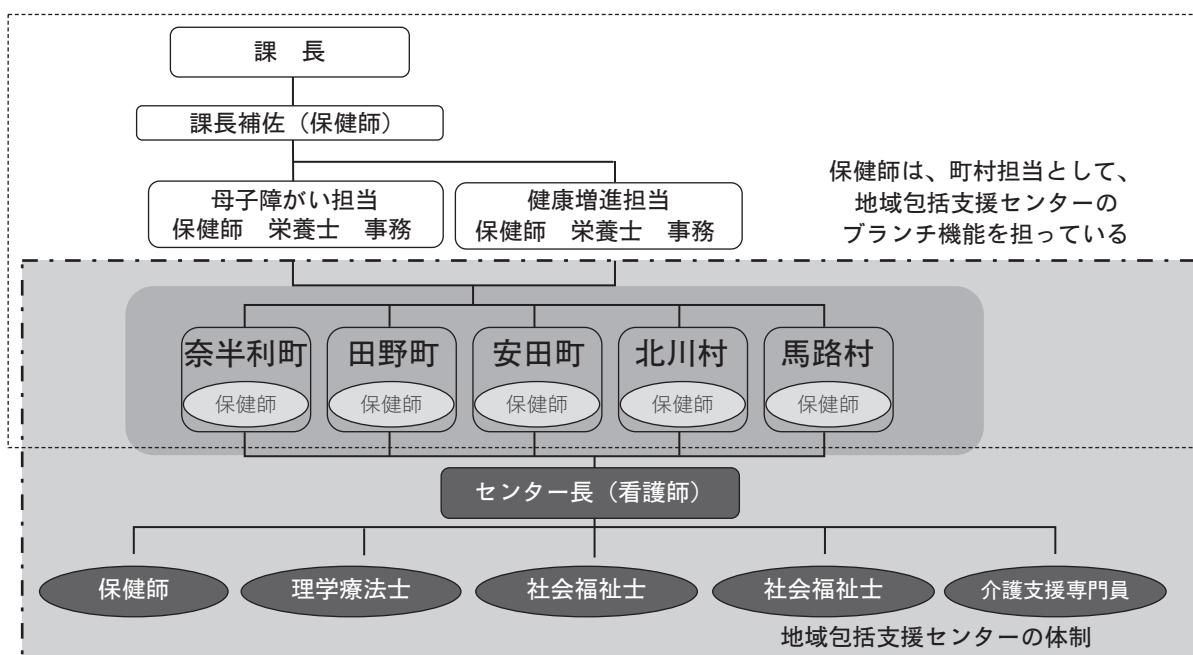 課 長
課長補佐（保健師）
母子障がい担当
保健師 栄養士 事務
健康増進担当
保健師 栄養士 事務
保健師は、町村担当として、
地域包括支援センターの
ブランチ機能を担っている
奈半利町
保健師
田野町
保健師
安田町
保健師
北川村
保健師
馬路村
保健師
センター長（看護師）
保健師
理学療法士
社会福祉士
社会福祉士
介護支援専門員
地域包括支援センターの体制